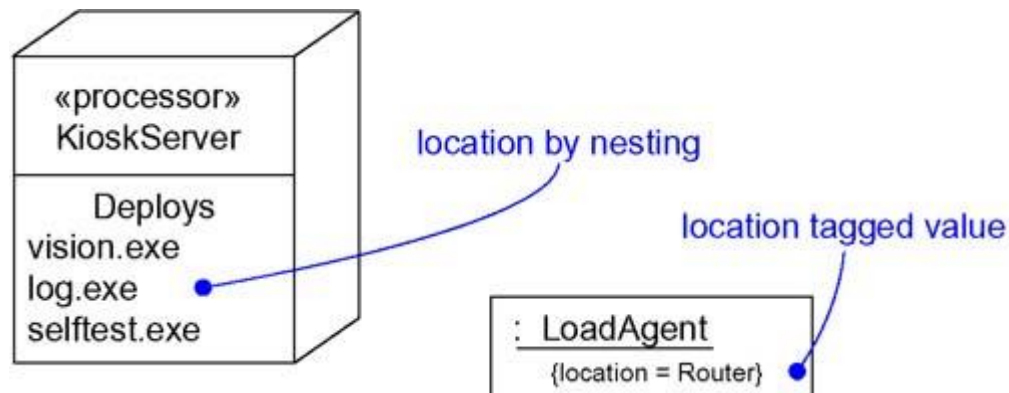 «processor»
KioskServer
Deploys
vision.exe
log.exe
selftest.exe
location by nesting
location tagged value
: LoadAgent
{location = Router}